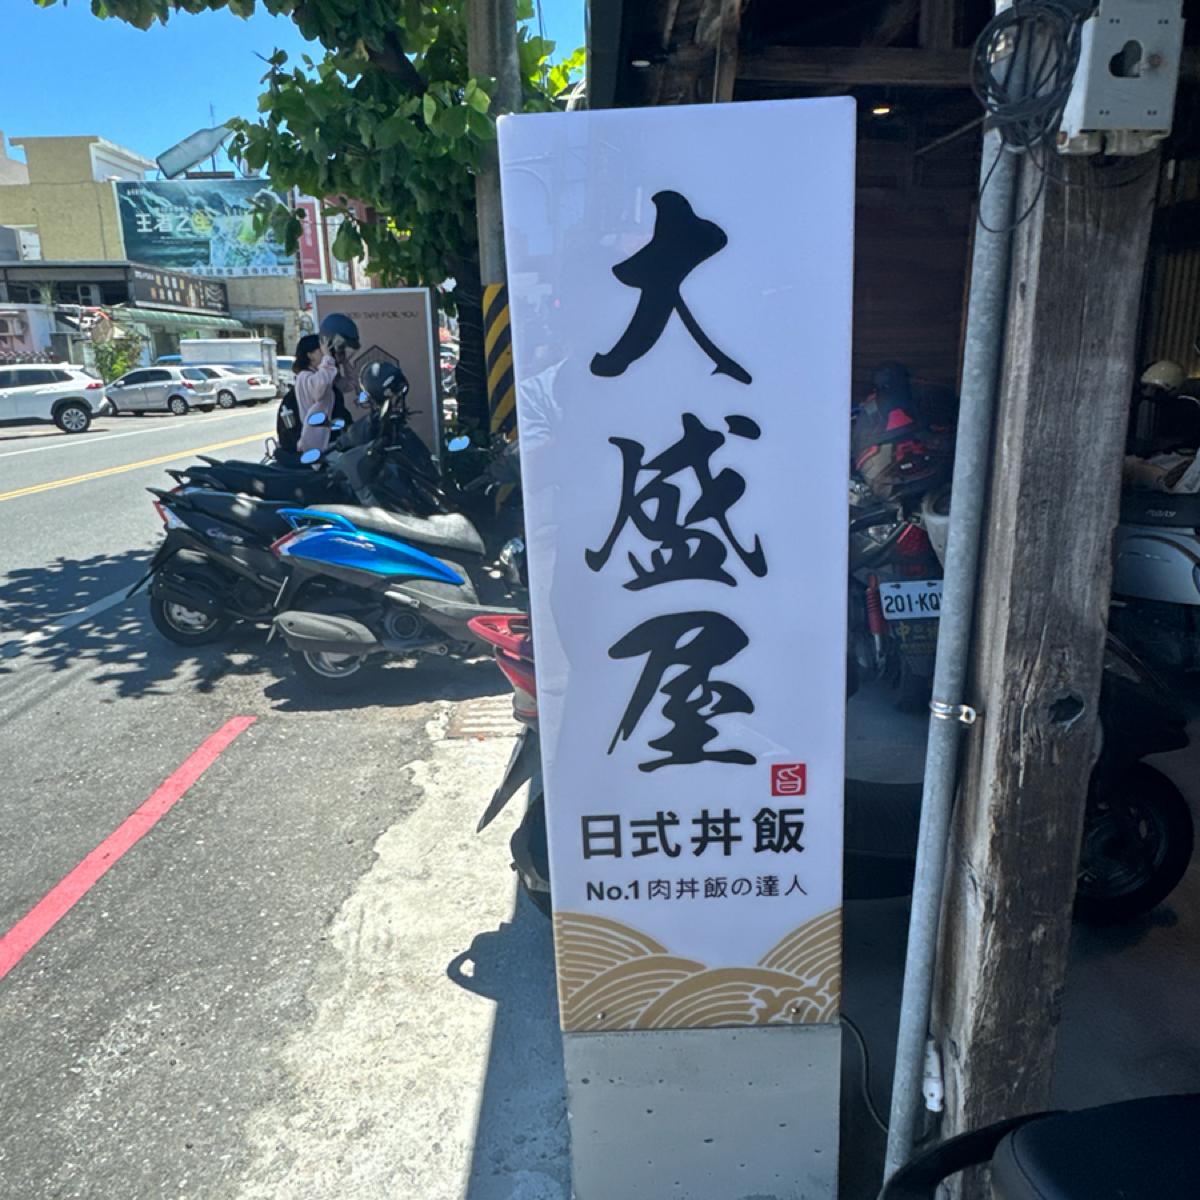 大盛屋
日式丼飯
No.1肉丼飯の達人
王者之
201-KQ